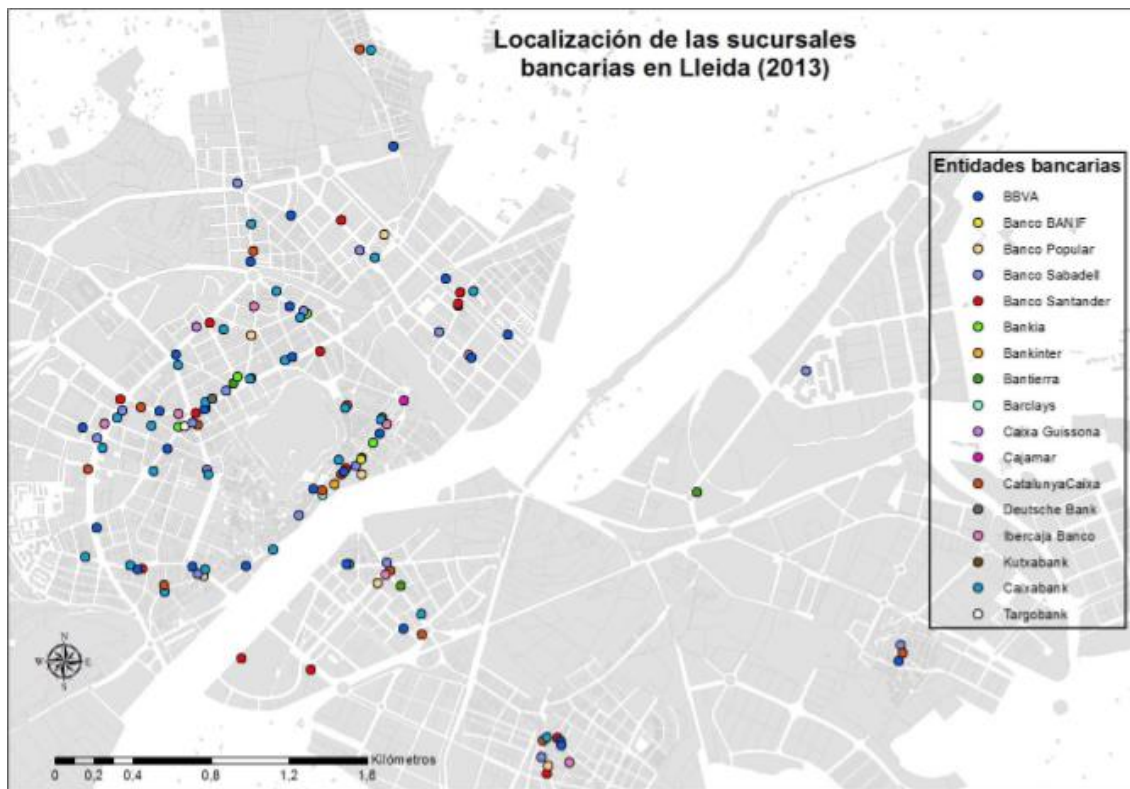 Localización de las sucursales
bancarias en Lleida (2013)
Entidades bancarias
BBVA
Banco BANIF
Banco Popular
Banco Sabadell
Banco Santander
Bankia
Bankinter
Bantierra
Barclays
Caixa Guissona
Cajamar
CatalunyaCaixa
Deutsche Bank
Ibercaja Banco
Kutxabank
Caixabank
Targobank
N
W E
S
Kilómetros
0 0,2 0,4 0,8 1,2 1,6